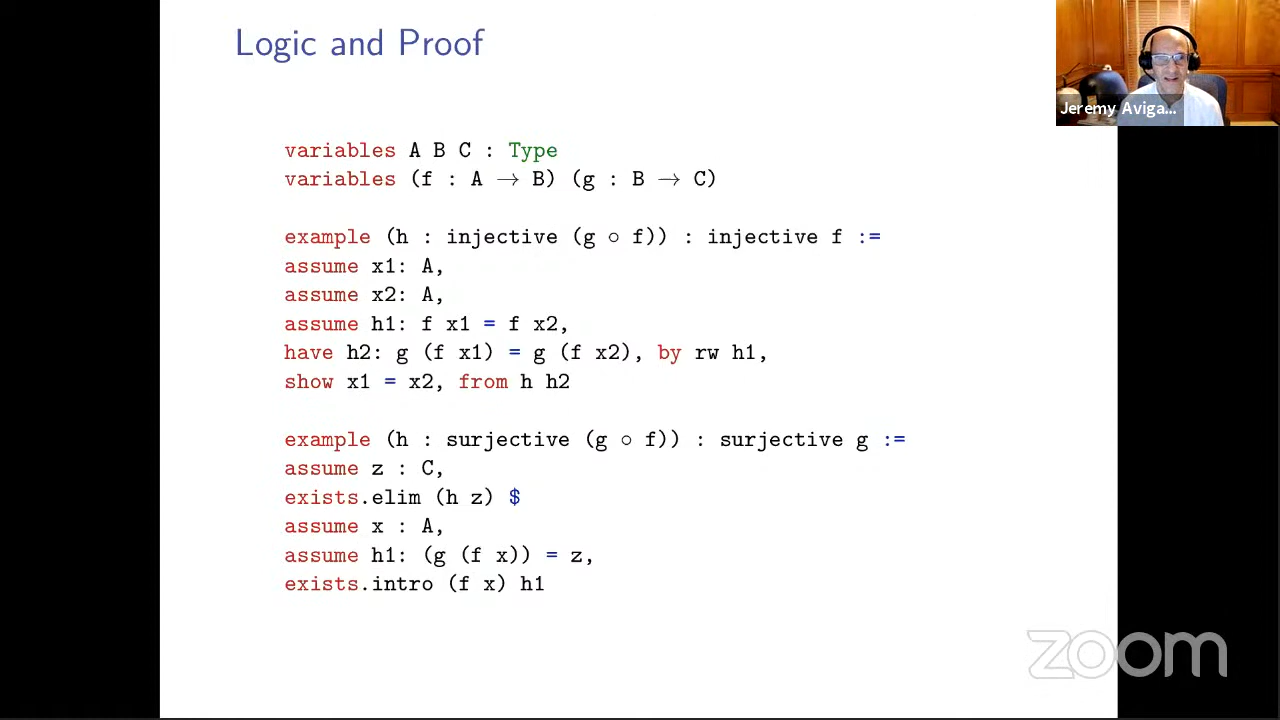 Logic and Proof
Jeremy Aviga...
variables A B C : Type
variables (f : A → B) (g : B → C)
example (h : injective (g ∘ f)) : injective f :=
assume x1: A,
assume x2: A,
assume h1: f x1 = f x2,
have h2: g (f x1) = g (f x2), by rw h1,
show x1 = x2, from h h2
example (h : surjective (g ∘ f)) : surjective g :=
assume z : C,
exists.elim (h z) $
assume x : A,
assume h1: (g (f x)) = z,
exists.intro (f x) h1
zoom